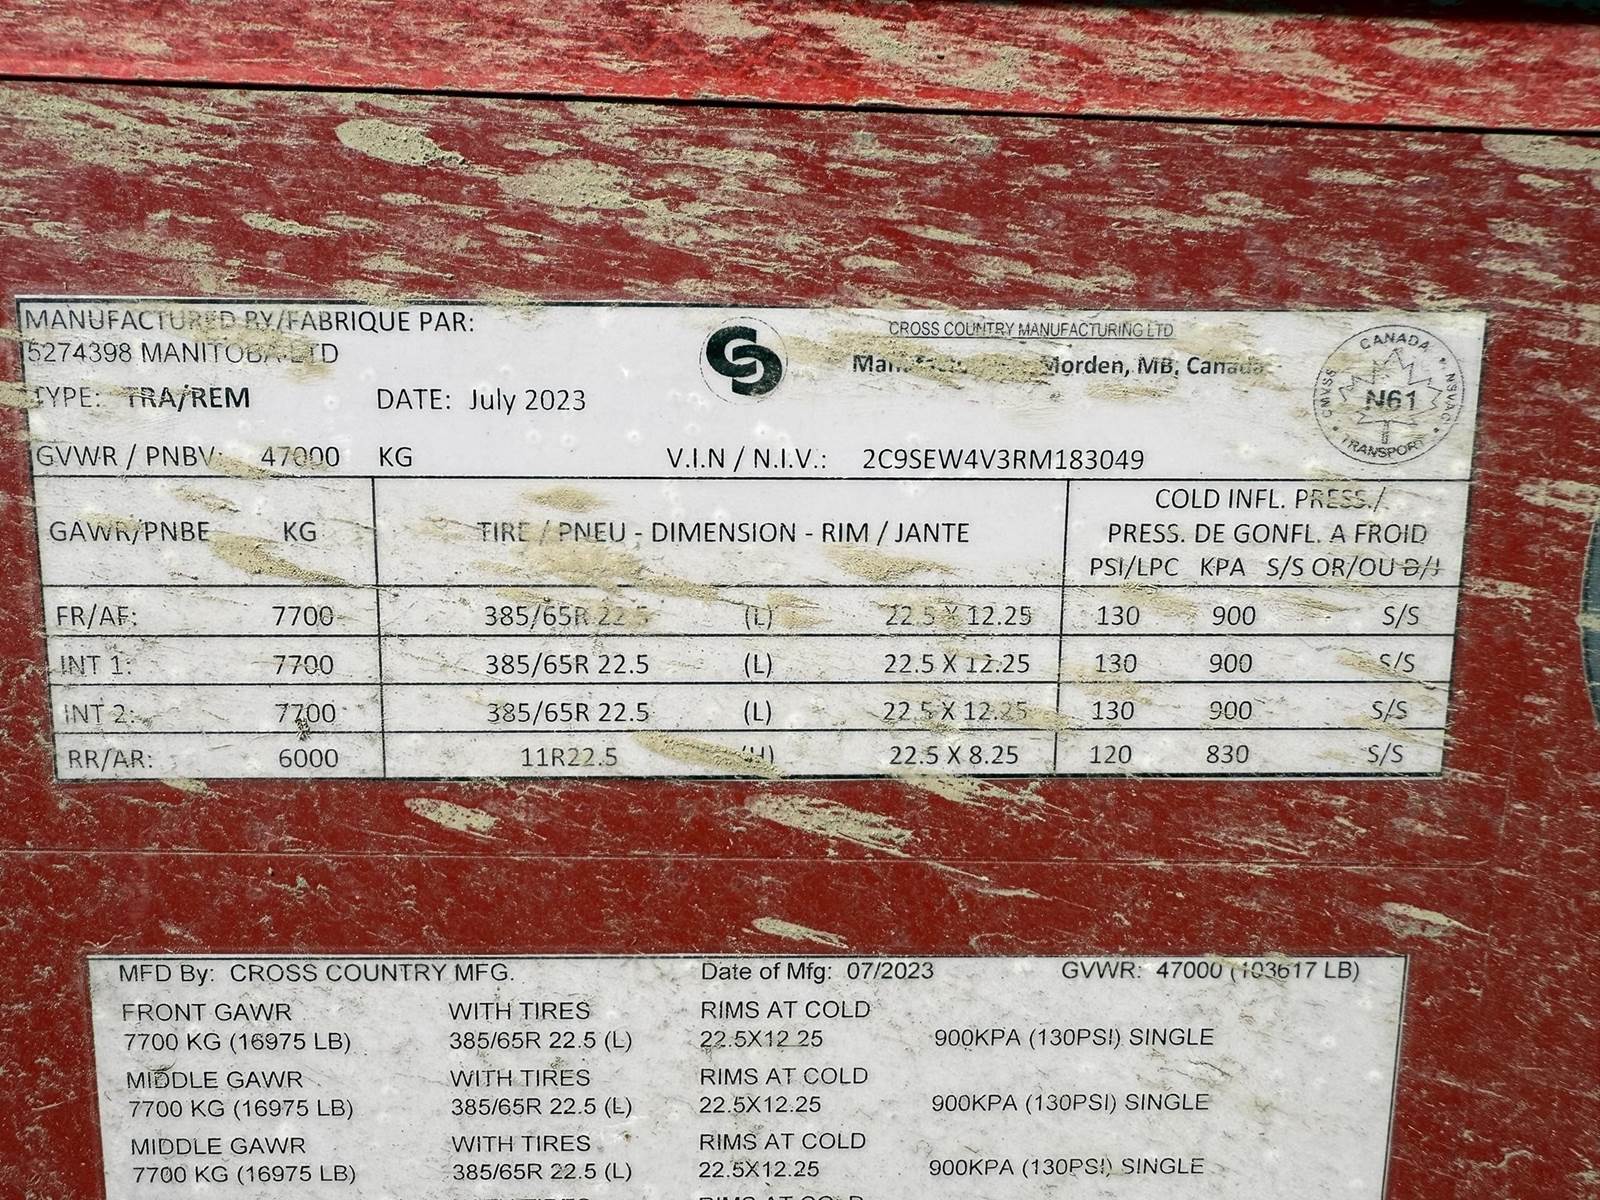 MANUFACTURED BY/FABRIQUE PAR:
5274398 MANITOBA LTD
TYPE: TRA/REM DATE: July 2023
CROSS COUNTRY MANUFACTURING LTD
Morden, MB, Canada
CANADA
CMVSS NSVAC
N61
TRANSPORT
GVWR / PNBV: 47000 KG V.I.N / N.I.V.: 2C9SEW4V3RM183049
GAWR/PNBE KG TIRE / PNEU - DIMENSION - RIM / JANTE
COLD INFL. PRESS./
PRESS. DE GONFL. A FROID
PSI/LPC KPA S/S OR/OU D/J
FR/AF: 7700 385/65R 22.5 (L) 22.5 X 12.25 130 900 S/S
INT 1: 7700 385/65R 22.5 (L) 22.5 X 12.25 130 900 S/S
INT 2: 7700 385/65R 22.5 (L) 22.5 X 12.25 130 900 S/S
RR/AR: 6000 11R22.5 (H) 22.5 X 8.25 120 830 S/S
MFD By: CROSS COUNTRY MFG. Date of Mfg: 07/2023 GVWR: 47000 (103617 LB)
FRONT GAWR WITH TIRES RIMS AT COLD
7700 KG (16975 LB) 385/65R 22.5 (L) 22.5X12.25 900KPA (130PSI) SINGLE
MIDDLE GAWR WITH TIRES RIMS AT COLD
7700 KG (16975 LB) 385/65R 22.5 (L) 22.5X12.25 900KPA (130PSI) SINGLE
MIDDLE GAWR WITH TIRES RIMS AT COLD
7700 KG (16975 LB) 385/65R 22.5 (L) 22.5X12.25 900KPA (130PSI) SINGLE